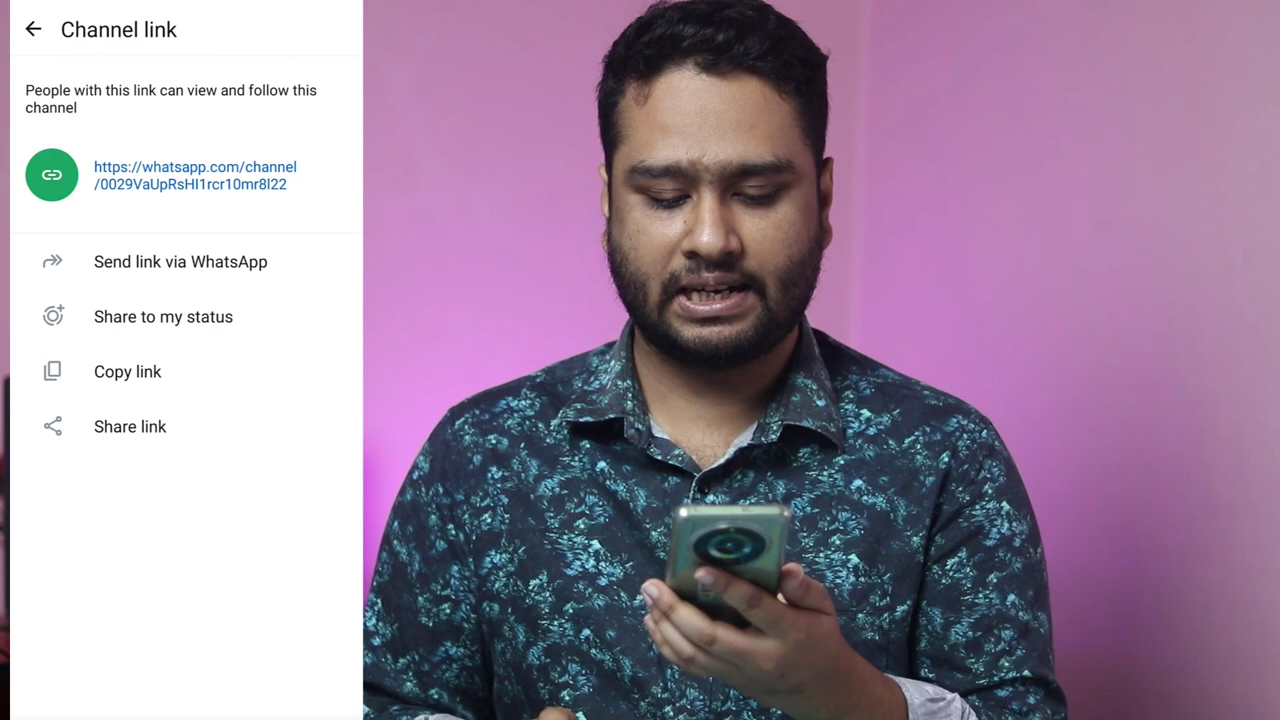 Channel link
People with this link can view and follow this
channel
https://whatsapp.com/channel
/0029VaUpRsHI1rcr10mr8l22
Send link via WhatsApp
Share to my status
Copy link
Share link